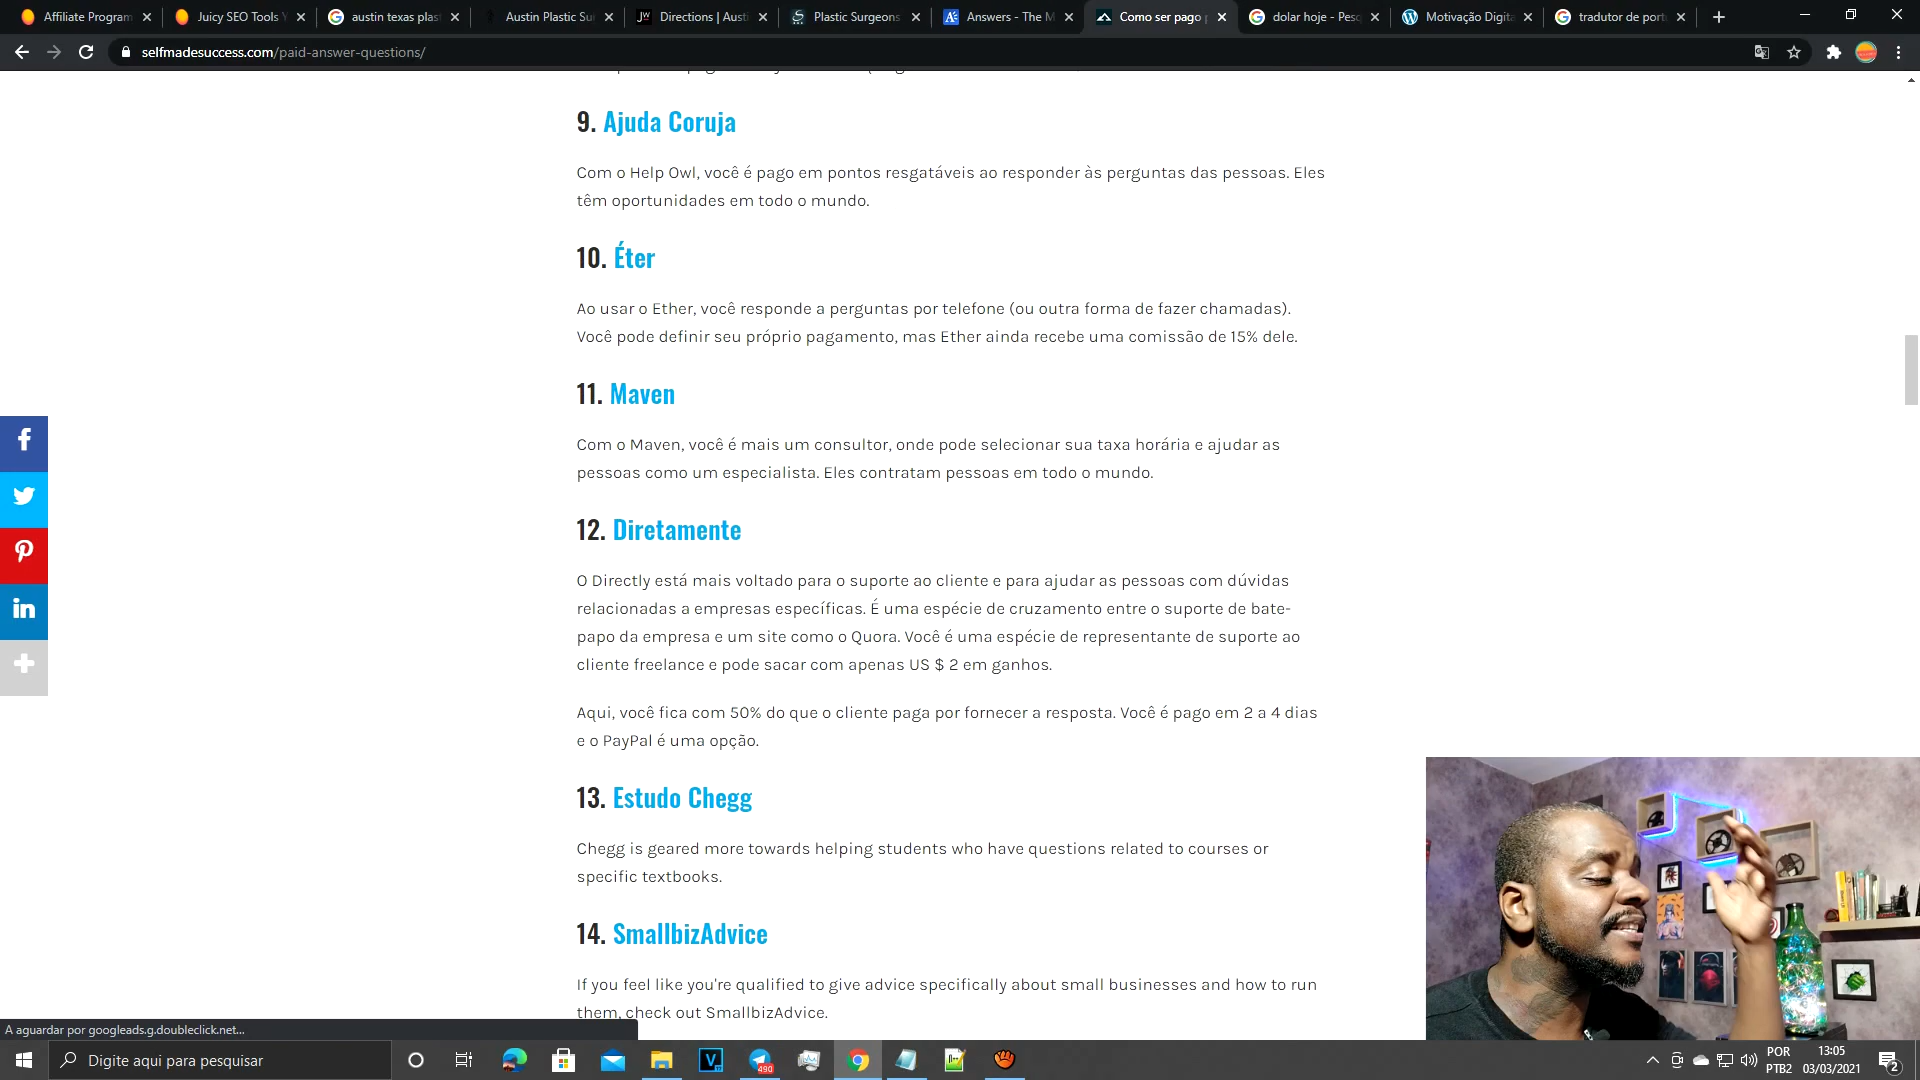 Affiliate Program
Juicy SEO Tools Y
austin texas plast
Austin Plastic Su
Directions | Aust
Plastic Surgeons
Answers - The M
Como ser pago p
dolar hoje - Pesq
Motivação Digita
tradutor de portu
selfmadesuccess.com/paid-answer-questions/
9. Ajuda Coruja
Com o Help Owl, você é pago em pontos resgatáveis ao responder às perguntas das pessoas. Eles
têm oportunidades em todo o mundo.
10. Éter
Ao usar o Ether, você responde a perguntas por telefone (ou outra forma de fazer chamadas).
Você pode definir seu próprio pagamento, mas Ether ainda recebe uma comissão de 15% dele.
11. Maven
Com o Maven, você é mais um consultor, onde pode selecionar sua taxa horária e ajudar as
pessoas como um especialista. Eles contratam pessoas em todo o mundo.
12. Diretamente
O Directly está mais voltado para o suporte ao cliente e para ajudar as pessoas com dúvidas
relacionadas a empresas específicas. É uma espécie de cruzamento entre o suporte de bate-
papo da empresa e um site como o Quora. Você é uma espécie de representante de suporte ao
cliente freelance e pode sacar com apenas US $ 2 em ganhos.
Aqui, você fica com 50% do que o cliente paga por fornecer a resposta. Você é pago em 2 a 4 dias
e o PayPal é uma opção.
13. Estudo Chegg
Chegg is geared more towards helping students who have questions related to courses or
specific textbooks.
14. SmallbizAdvice
If you feel like you're qualified to give advice specifically about small businesses and how to run
them, check out SmallbizAdvice.
A aguardar por googleads.g.doubleclick.net...
Digite aqui para pesquisar
490
POR
PTB2
13:05
03/03/2021
2